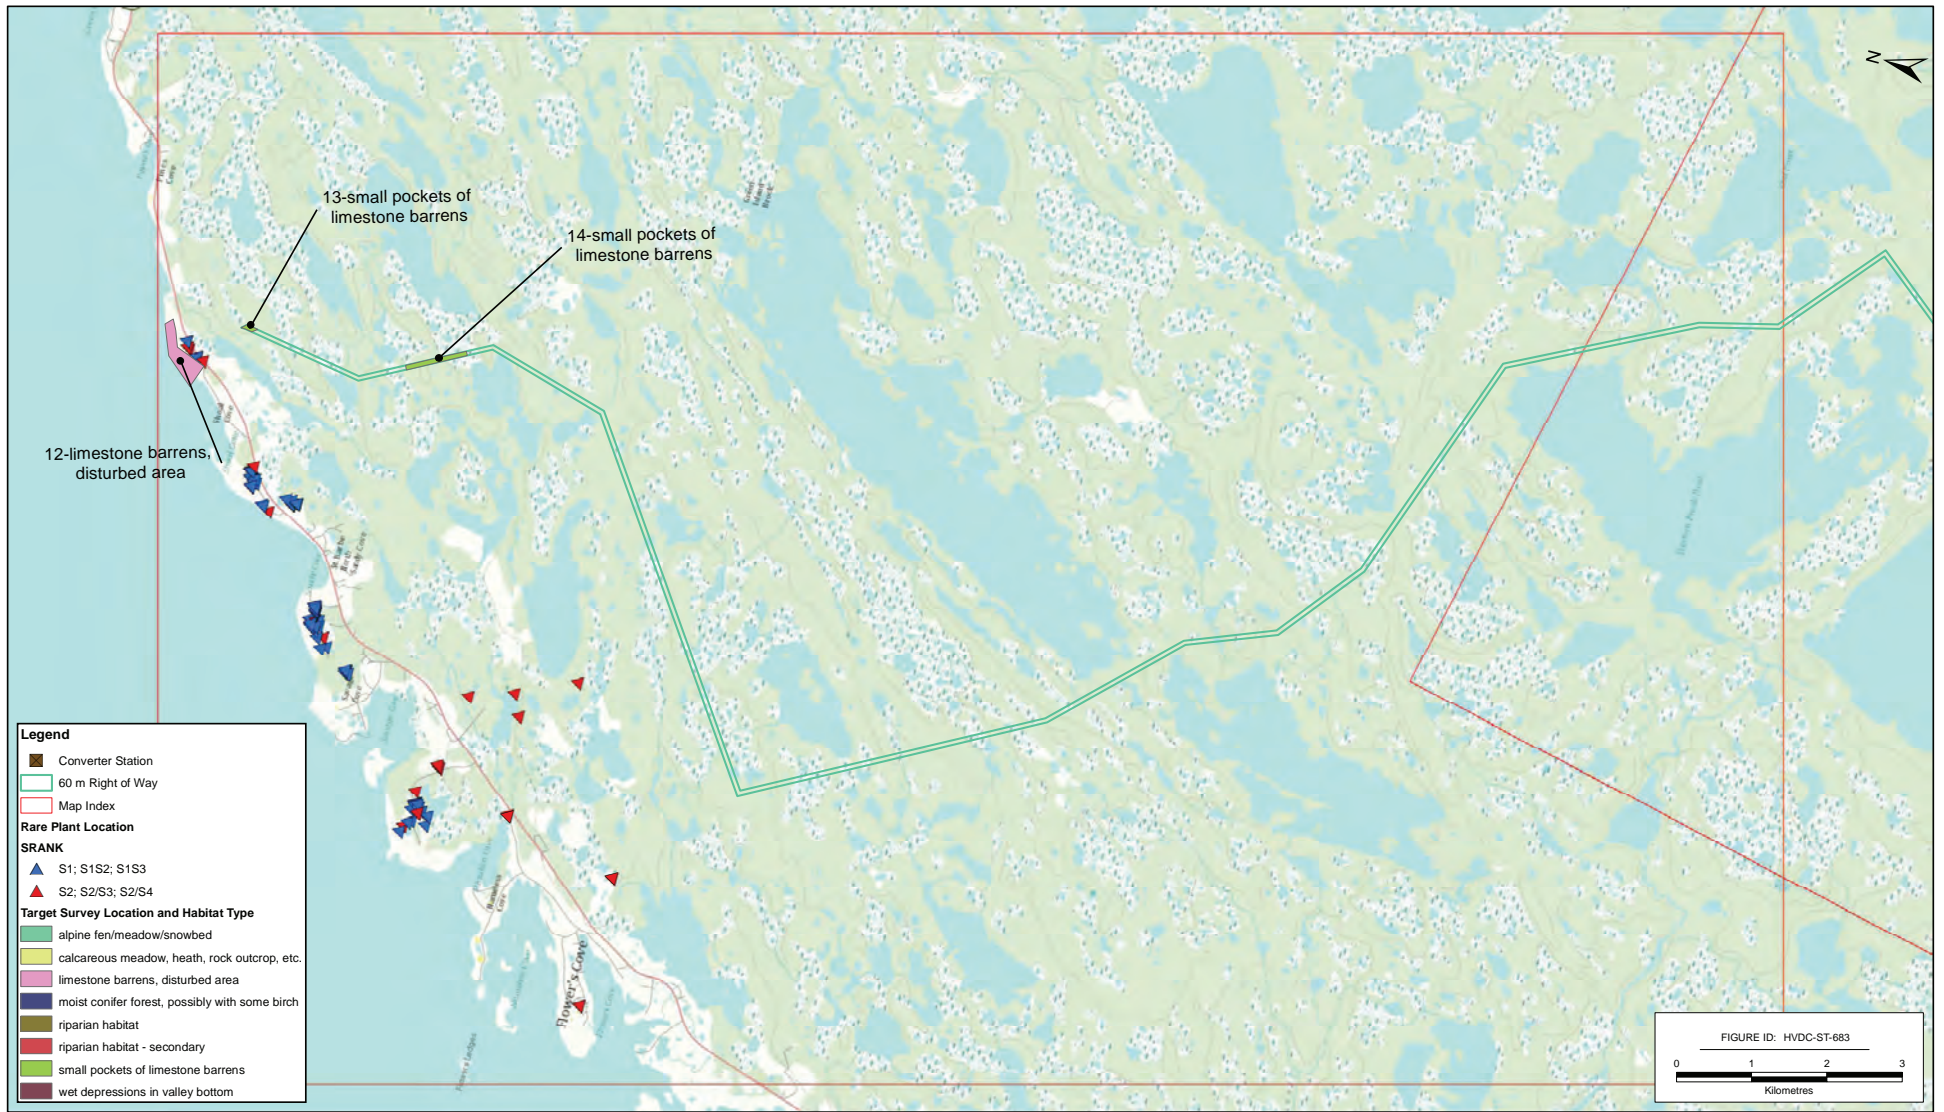 N
13-small pockets of
limestone barrens
14-small pockets of
limestone barrens
12-limestone barrens,
disturbed area
Flower's Cove
Legend
Converter Station
60 m Right of Way
Map Index
Rare Plant Location
SRANK
S1; S1S2; S1S3
S2; S2/S3; S2/S4
Target Survey Location and Habitat Type
alpine fen/meadow/snowbed
calcareous meadow, heath, rock outcrop, etc.
limestone barrens, disturbed area
moist conifer forest, possibly with some birch
riparian habitat
riparian habitat - secondary
small pockets of limestone barrens
wet depressions in valley bottom
FIGURE ID: HVDC-ST-683
0 1 2 3
Kilometres